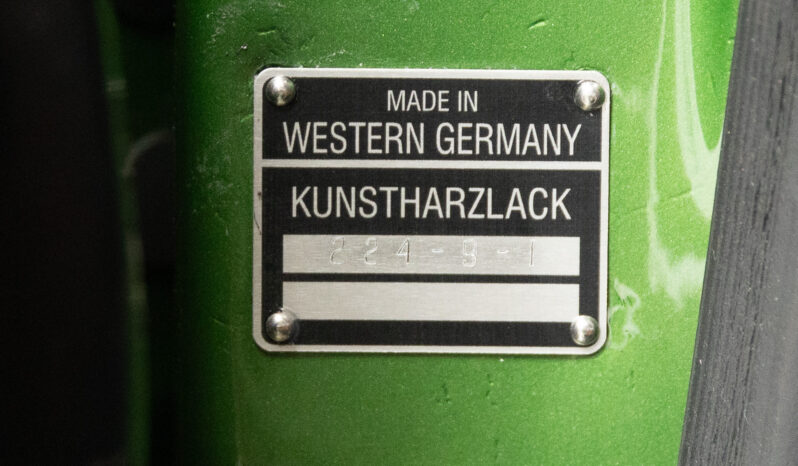 MADE IN
WESTERN GERMANY
KUNSTHARZLACK
224-9-1